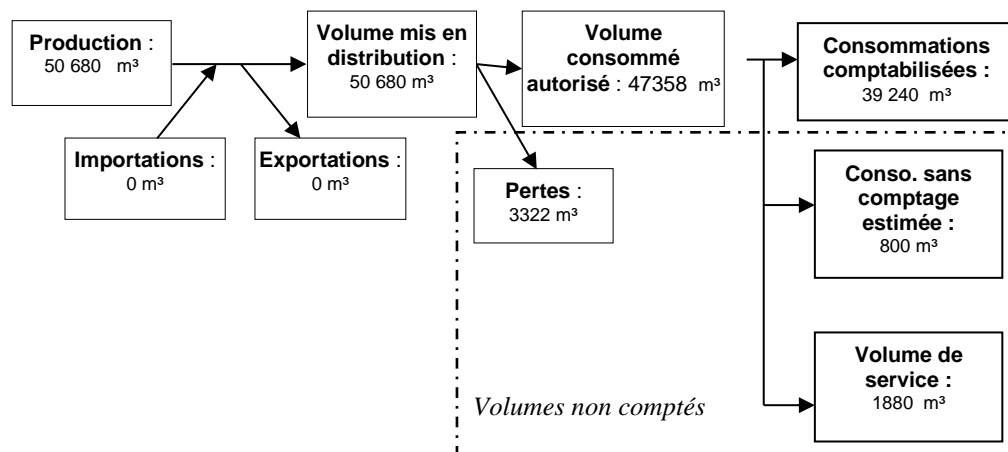 Production :
50 680 m³
Volume mis en
distribution :
50 680 m³
Volume
consommé
autorisé : 47358 m³
Consommations
comptabilisées :
39 240 m³
Importations :
0 m³
Exportations :
0 m³
Pertes :
3322 m³
Conso. sans
comptage
estimée :
800 m³
Volume de
service :
1880 m³
Volumes non comptés